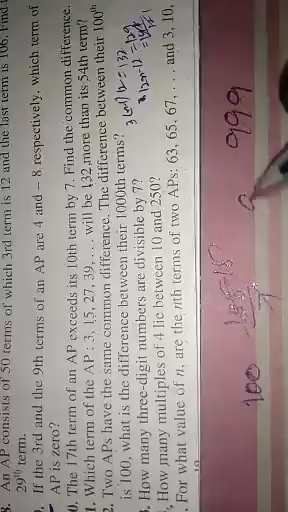 3. An AP consists of 50 terms of which 3rd term is 12 and the last term is 106. Find t
29th term.
9. If the 3rd and the 9th terms of an AP are 4 and – 8 respectively, which term of
AP is zero?
0. The 17th term of an AP exceeds its 10th term by 7. Find the common difference.
1. Which term of the AP : 3, 15, 27, 39, . . . will be 132 more than its 54th term?
2. Two APs have the same common difference. The difference between their 100th
is 100, what is the difference between their 1000th terms?
3. How many three-digit numbers are divisible by 7?
. How many multiples of 4 lie between 10 and 250?
. For what value of n, are the nth terms of two APs: 63, 65, 67, . . . and 3, 10,
100
999